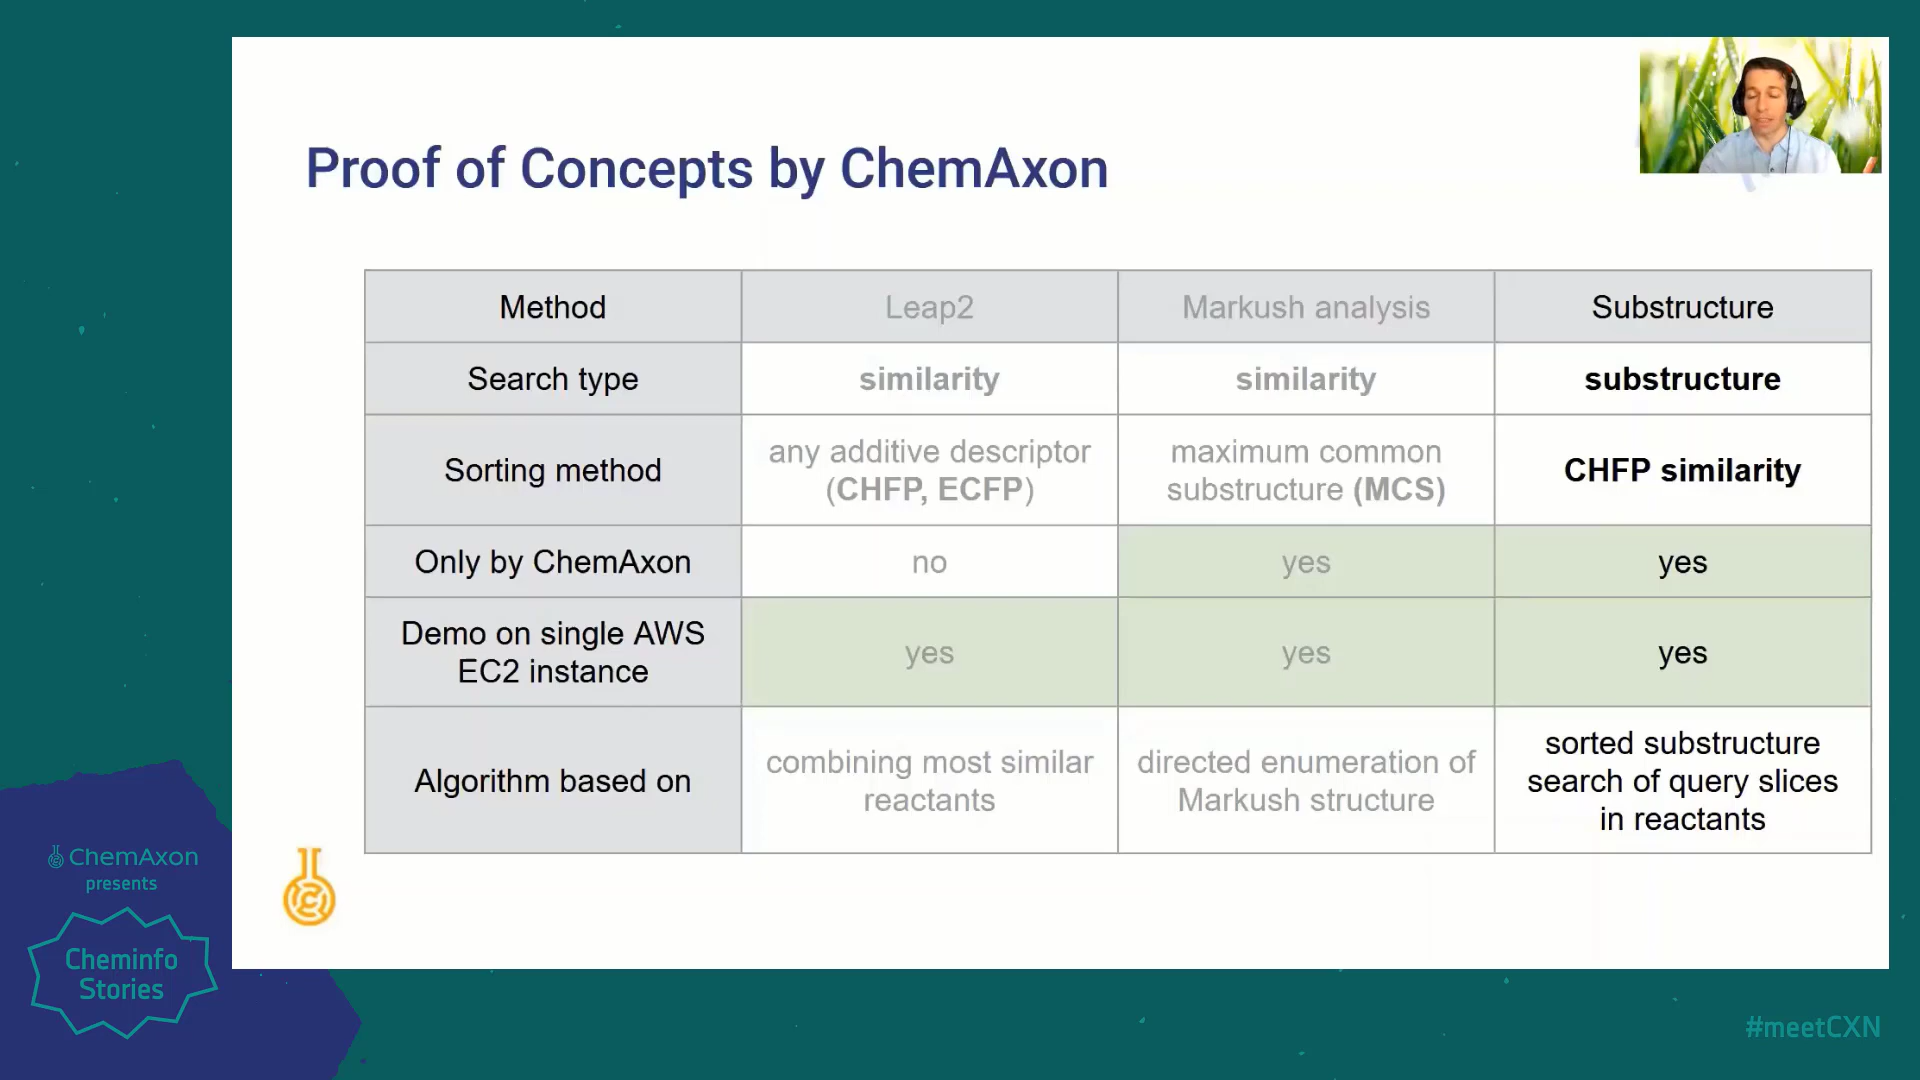 Proof of Concepts by ChemAxon
Method
Leap2
Markush analysis
Substructure
Search type
similarity
similarity
substructure
Sorting method
any additive descriptor
(CHFP, ECFP)
maximum common
substructure (MCS)
CHFP similarity
Only by ChemAxon
no
yes
yes
Demo on single AWS
EC2 instance
yes
yes
yes
Algorithm based on
combining most similar
reactants
directed enumeration of
Markush structure
sorted substructure
search of query slices
in reactants
ChemAxon
presents
Cheminfo
Stories
#meetCXN